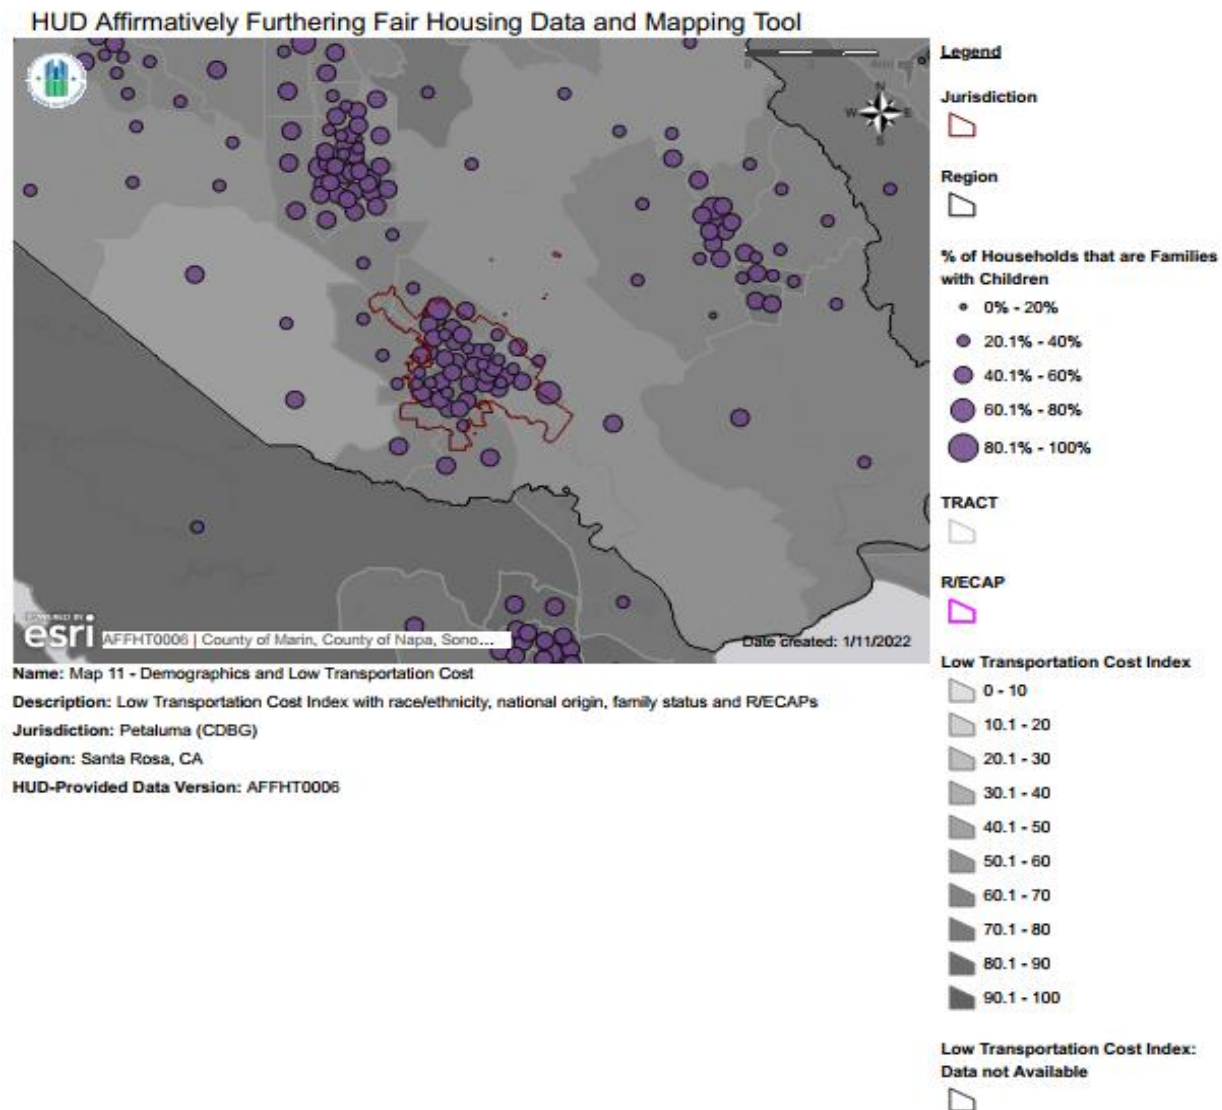 HUD Affirmatively Furthering Fair Housing Data and Mapping Tool
N
W
E
S
POWERED BY
esri
AFFHT0006 | County of Marin, County of Napa, Sono...
Date created: 1/11/2022
Name: Map 11 - Demographics and Low Transportation Cost
Description: Low Transportation Cost Index with race/ethnicity, national origin, family status and R/ECAPs
Jurisdiction: Petaluma (CDBG)
Region: Santa Rosa, CA
HUD-Provided Data Version: AFFHT0006
Legend
Jurisdiction
Region
% of Households that are Families
with Children
0% - 20%
20.1% - 40%
40.1% - 60%
60.1% - 80%
80.1% - 100%
TRACT
R/ECAP
Low Transportation Cost Index
0 - 10
10.1 - 20
20.1 - 30
30.1 - 40
40.1 - 50
50.1 - 60
60.1 - 70
70.1 - 80
80.1 - 90
90.1 - 100
Low Transportation Cost Index:
Data not Available